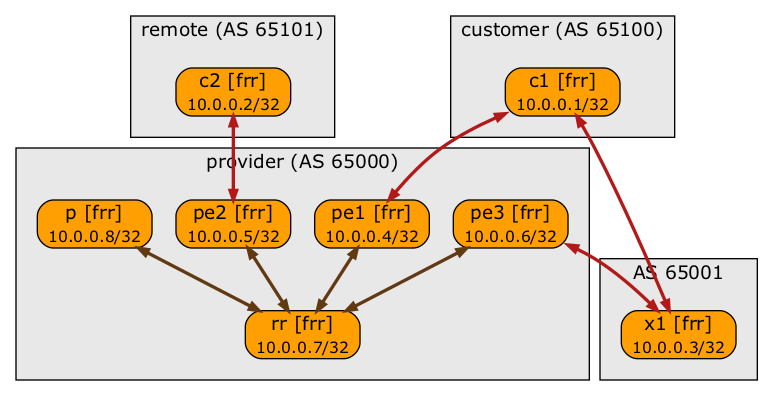 remote (AS 65101)
customer (AS 65100)
c2 [frr]
10.0.0.2/32
c1 [frr]
10.0.0.1/32
provider (AS 65000)
p [frr]
10.0.0.8/32
pe2 [frr]
10.0.0.5/32
pe1 [frr]
10.0.0.4/32
pe3 [frr]
10.0.0.6/32
AS 65001
rr [frr]
10.0.0.7/32
x1 [frr]
10.0.0.3/32